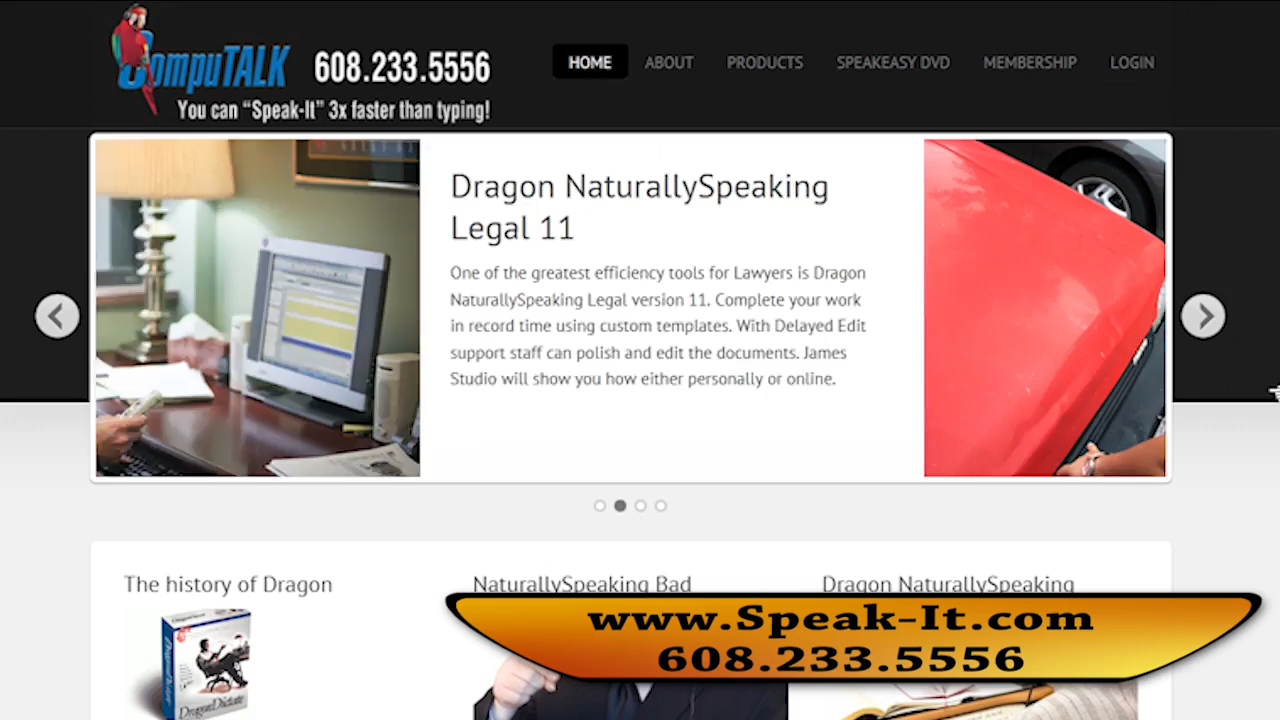 CompuTALK 608.233.5556
You can “Speak-It” 3x faster than typing!
HOME ABOUT PRODUCTS SPEAKEASY DVD MEMBERSHIP LOGIN
Dragon NaturallySpeaking
Legal 11
One of the greatest efficiency tools for Lawyers is Dragon
NaturallySpeaking Legal version 11. Complete your work
in record time using custom templates. With Delayed Edit
support staff can polish and edit the documents. James
Studio will show you how either personally or online.
The history of Dragon
NaturallySpeaking Bad
Dragon NaturallySpeaking
DragonDictate
www.Speak-It.com
608.233.5556